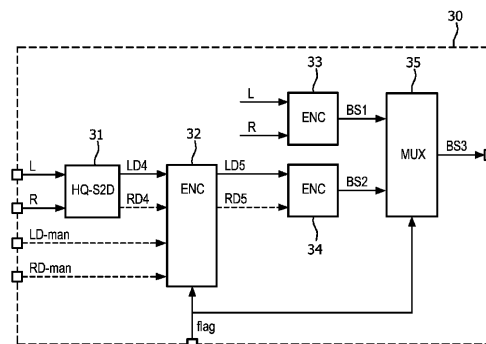 30
33
35
L
R
ENC
BS1
MUX
BS3
31
32
L
R
HQ-S2D
LD4
RD4
ENC
LD5
RD5
ENC
BS2
34
LD-man
RD-man
flag